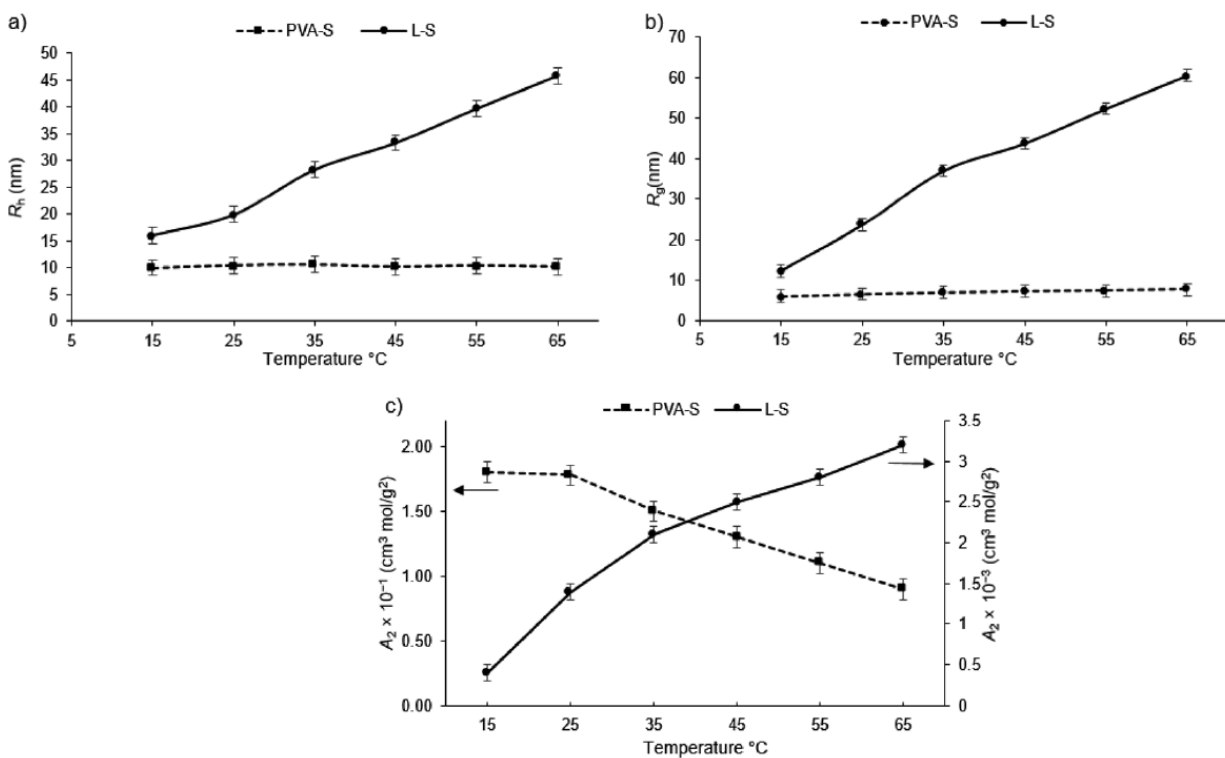 a)
PVA-S L-S
50
45
40
35
30
25
20
15
10
5
0
Rh (nm)
5 15 25 35 45 55 65
Temperature °C
b)
PVA-S L-S
70
60
50
40
30
20
10
0
Rg(nm)
5 15 25 35 45 55 65
Temperature °C
c)
PVA-S L-S
2.00
1.50
1.00
0.50
0.00
A2 x 10−1 (cm3 mol/g2)
3.5
3
2.5
2
1.5
1
0.5
0
A2 x 10−3 (cm3 mol/g2)
15 25 35 45 55 65
Temperature °C